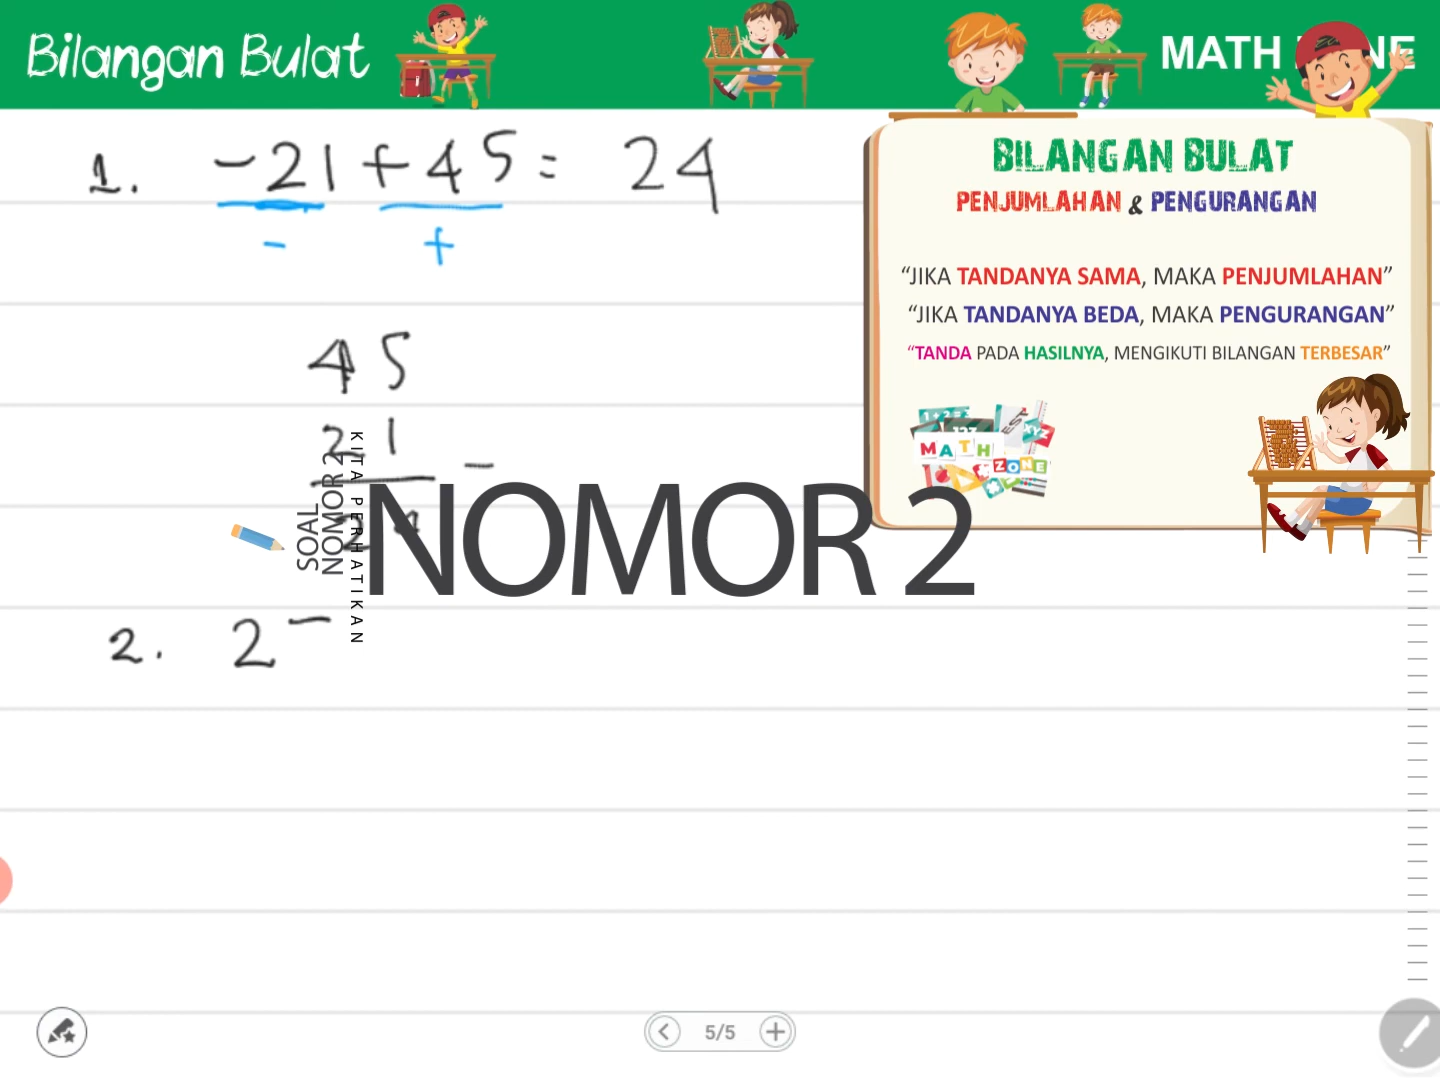 Bilangan Bulat
MATH
1. -21 + 45 = 24
- +
45
21 -
24
BILANGAN BULAT
PENJUMLAHAN & PENGURANGAN
“JIKA TANDANYA SAMA, MAKA PENJUMLAHAN”
“JIKA TANDANYA BEDA, MAKA PENGURANGAN”
“TANDA PADA HASILNYA, MENGIKUTI BILANGAN TERBESAR”
MATH
ZONE
XYZ
SOAL
NOMOR 2
KITA PERHATIKAN
NOMOR 2
2. 2 -
5/5